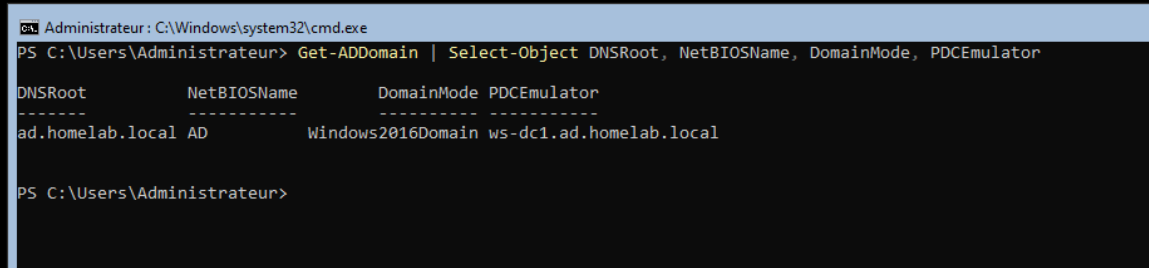 Administrateur : C:\Windows\system32\cmd.exe
PS C:\Users\Administrateur> Get-ADDomain | Select-Object DNSRoot, NetBIOSName, DomainMode, PDCEmulator
DNSRoot NetBIOSName DomainMode PDCEmulator
------- ----------- ---------- -----------
ad.homelab.local AD Windows2016Domain ws-dc1.ad.homelab.local
PS C:\Users\Administrateur>